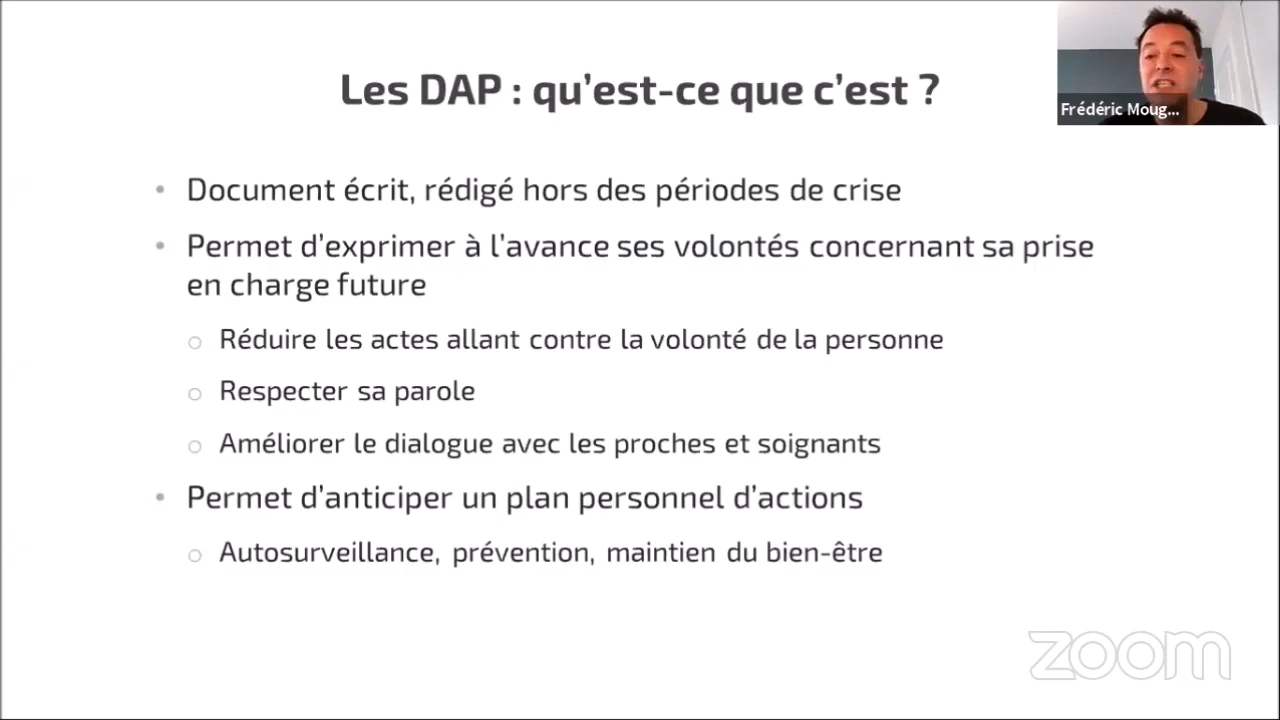 Les DAP : qu’est-ce que c’est ?
Frédéric Moug...
• Document écrit, rédigé hors des périodes de crise
• Permet d’exprimer à l’avance ses volontés concernant sa prise
en charge future
○ Réduire les actes allant contre la volonté de la personne
○ Respecter sa parole
○ Améliorer le dialogue avec les proches et soignants
• Permet d’anticiper un plan personnel d’actions
○ Autosurveillance, prévention, maintien du bien-être
zoom